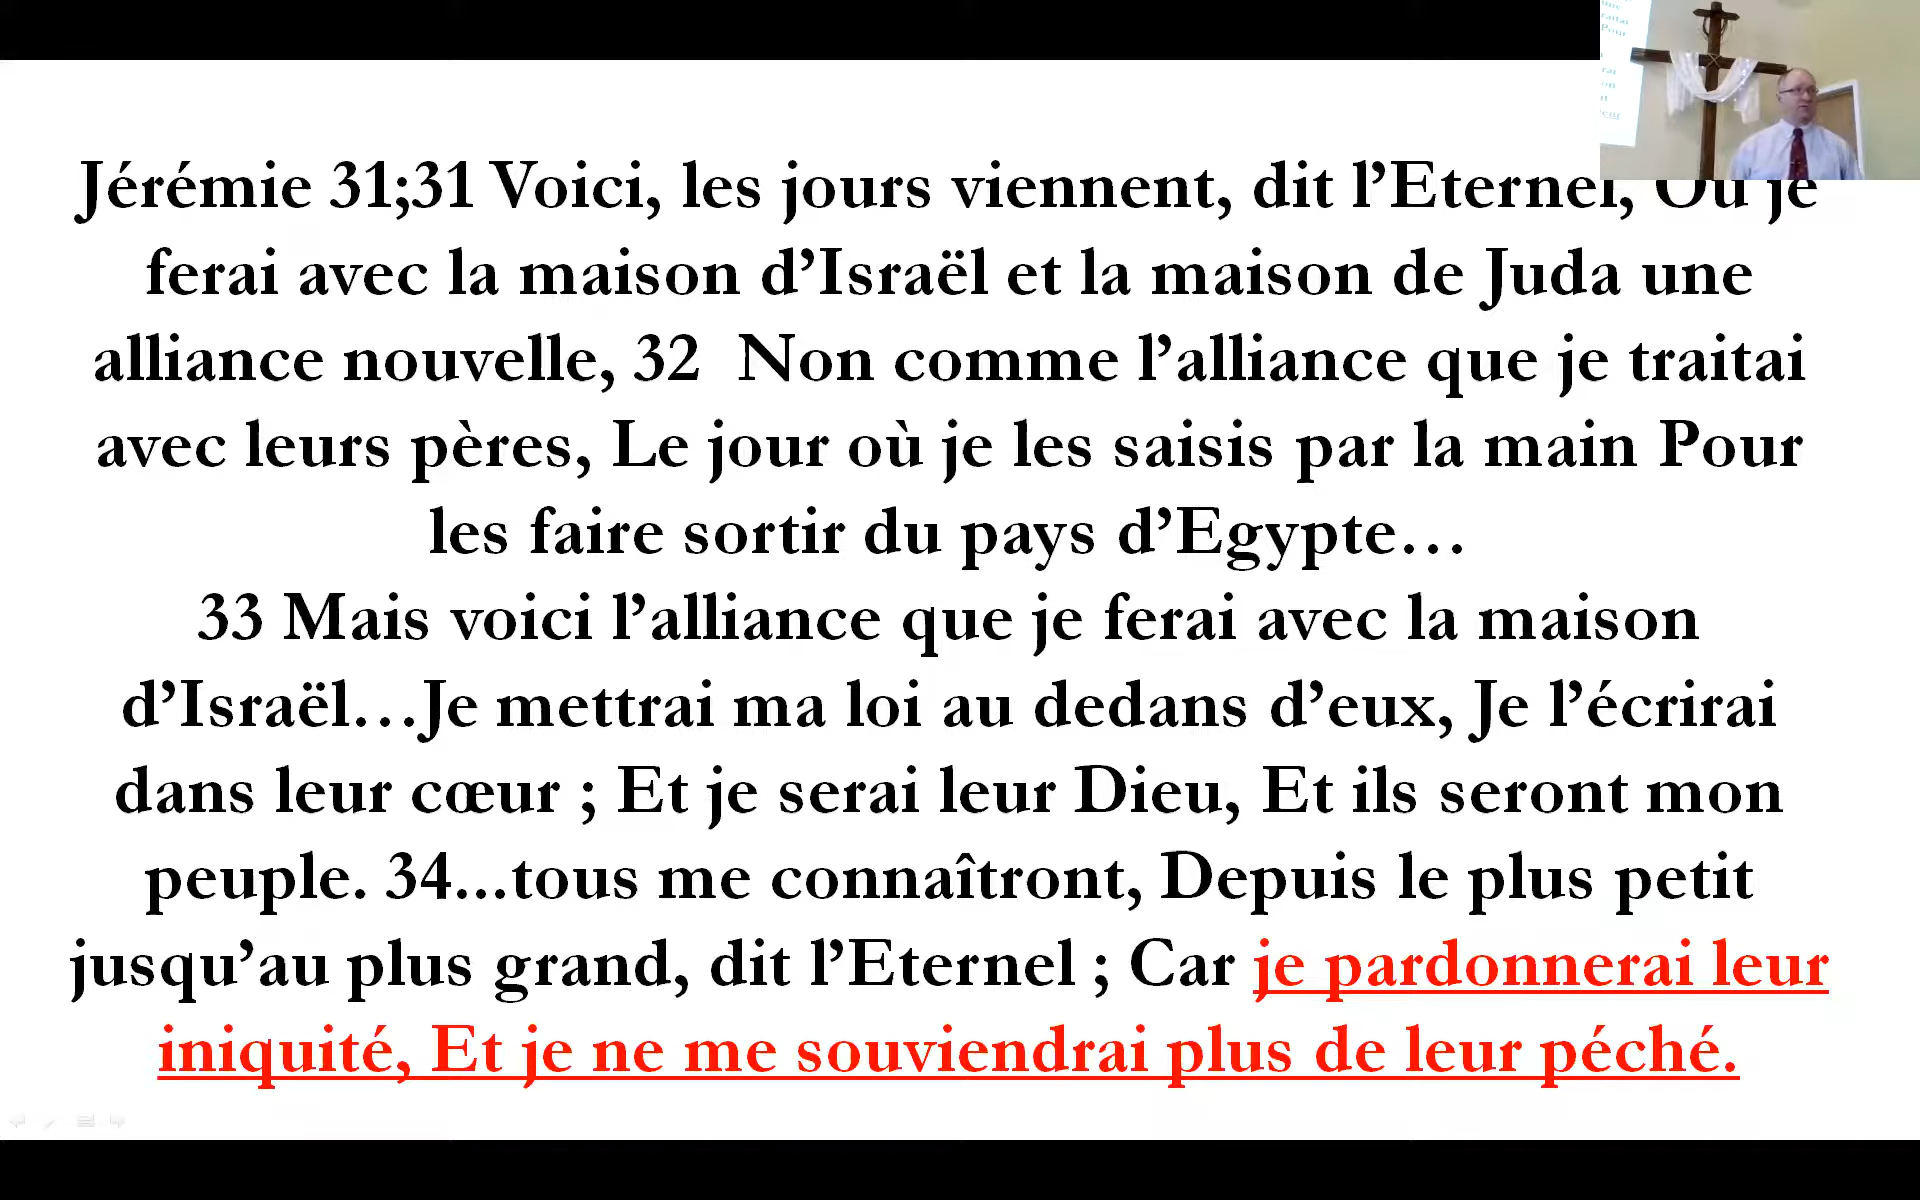 Jérémie 31;31 Voici, les jours viennent, dit l’Eternel, Où je
ferai avec la maison d’Israël et la maison de Juda une
alliance nouvelle, 32  Non comme l’alliance que je traitai
avec leurs pères, Le jour où je les saisis par la main Pour
les faire sortir du pays d’Egypte…
33 Mais voici l’alliance que je ferai avec la maison
d’Israël…Je mettrai ma loi au dedans d’eux, Je l’écrirai
dans leur cœur ; Et je serai leur Dieu, Et ils seront mon
peuple. 34...tous me connaîtront, Depuis le plus petit
jusqu’au plus grand, dit l’Eternel ; Car je pardonnerai leur
iniquité, Et je ne me souviendrai plus de leur péché.